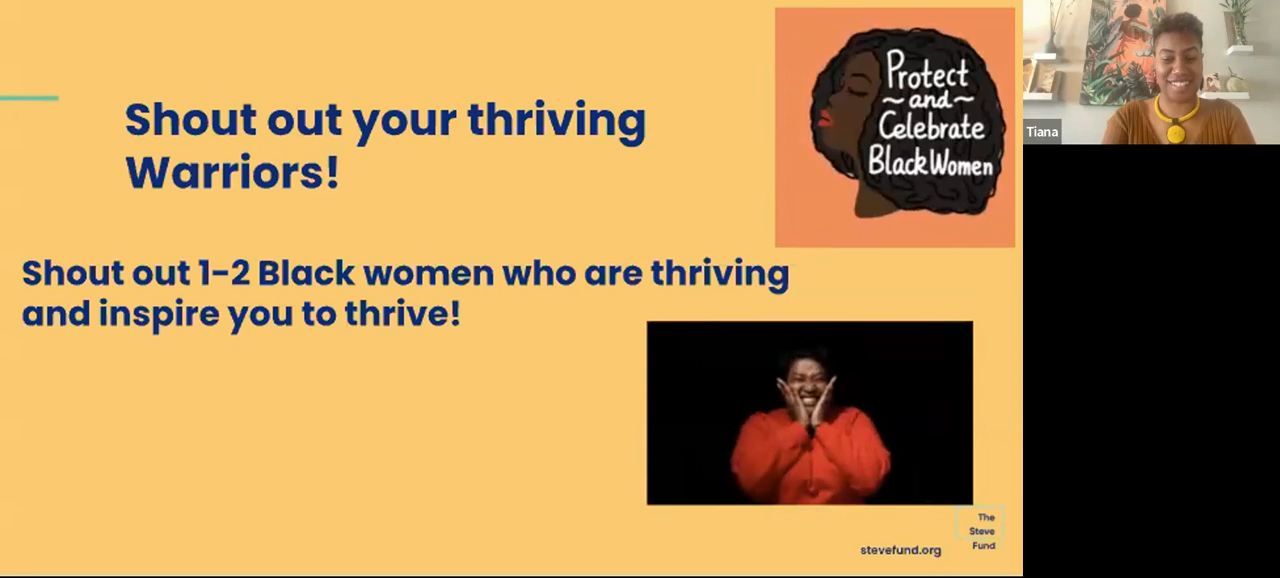 Shout out your thriving
Warriors!
Protect
~and~
Celebrate
Black Women
Tiana
Shout out 1-2 Black women who are thriving
and inspire you to thrive!
stevefund.org
The
Steve
Fund